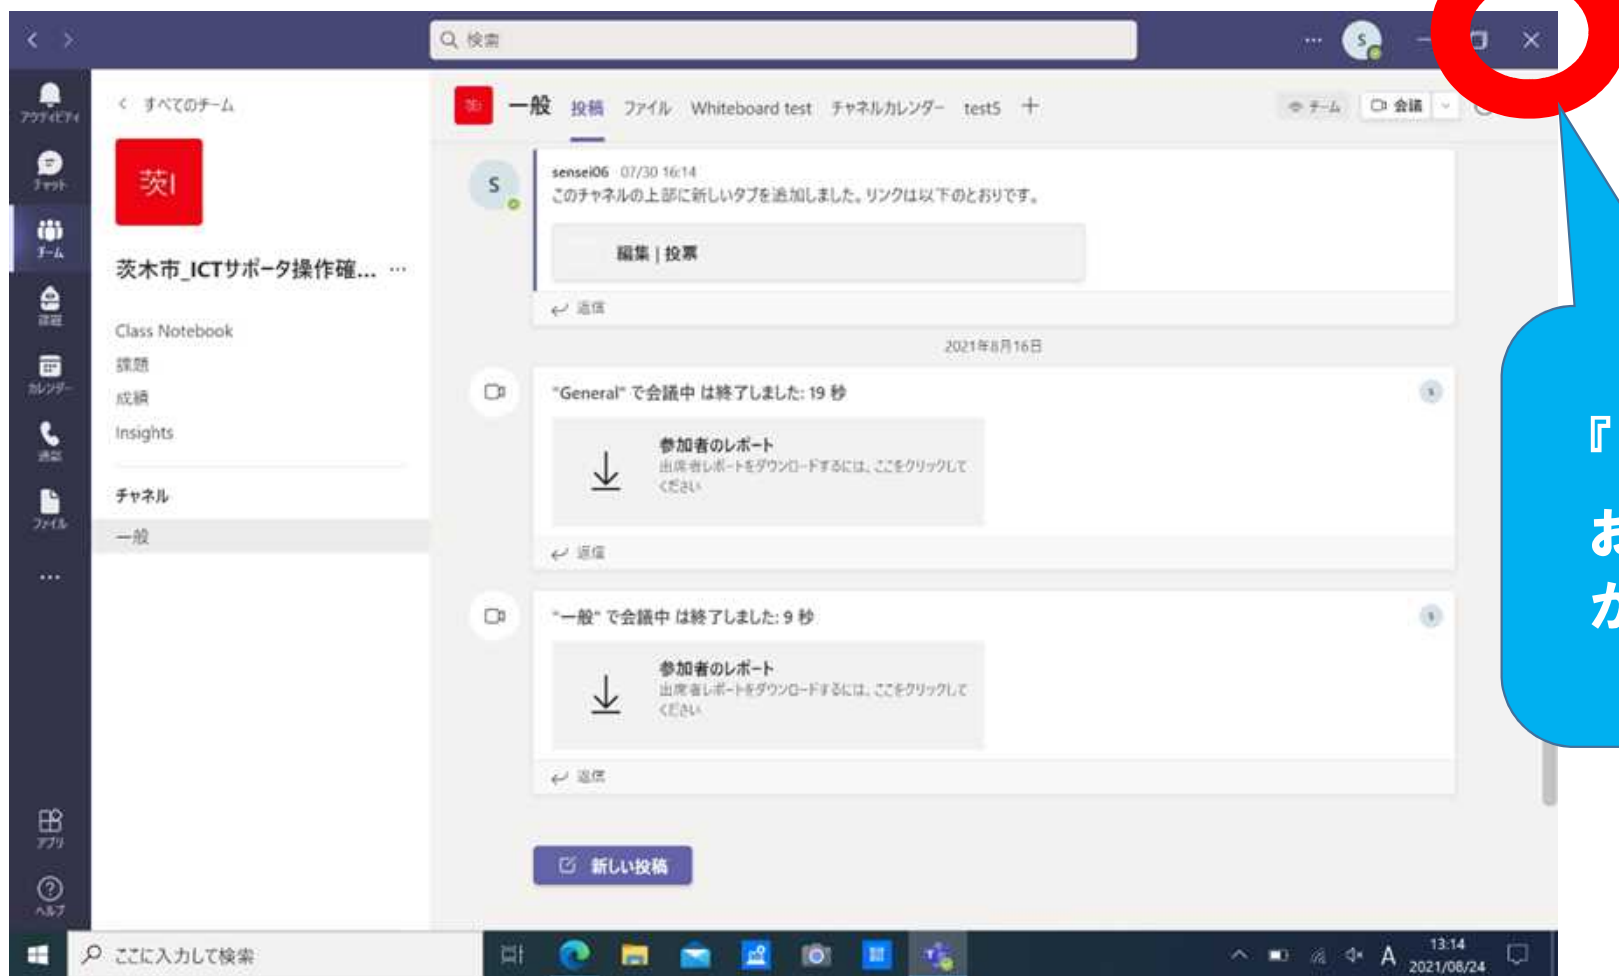 検索
S
アクティビティ
チャット
チーム
課題
カレンダー
通話
ファイル
アプリ
ヘルプ
すべてのチーム
茨I
茨木市_ICTサポータ操作確... ...
Class Notebook
課題
成績
Insights
チャネル
一般
一般 投稿 ファイル Whiteboard test チャネルカレンダー test5 +
チーム
会議
S
sensei06 07/30 16:14
このチャネルの上部に新しいタブを追加しました。リンクは以下のとおりです。
編集 | 投票
返信
2021年8月16日
"General" で会議中 は終了しました: 19 秒
参加者のレポート
出席者レポートをダウンロードするには、ここをクリックして
ください
返信
"一般" で会議中 は終了しました: 9 秒
参加者のレポート
出席者レポートをダウンロードするには、ここをクリックして
ください
返信
新しい投稿
『
お
か
ここに入力して検索
A
13:14
2021/08/24